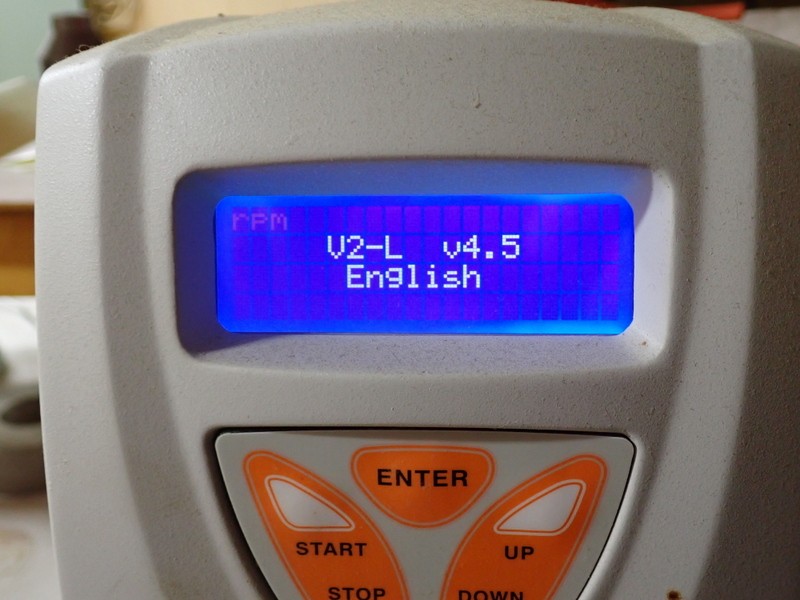 rpm
V2-L v4.5
English
ENTER
START
UP
STOP
DOWN